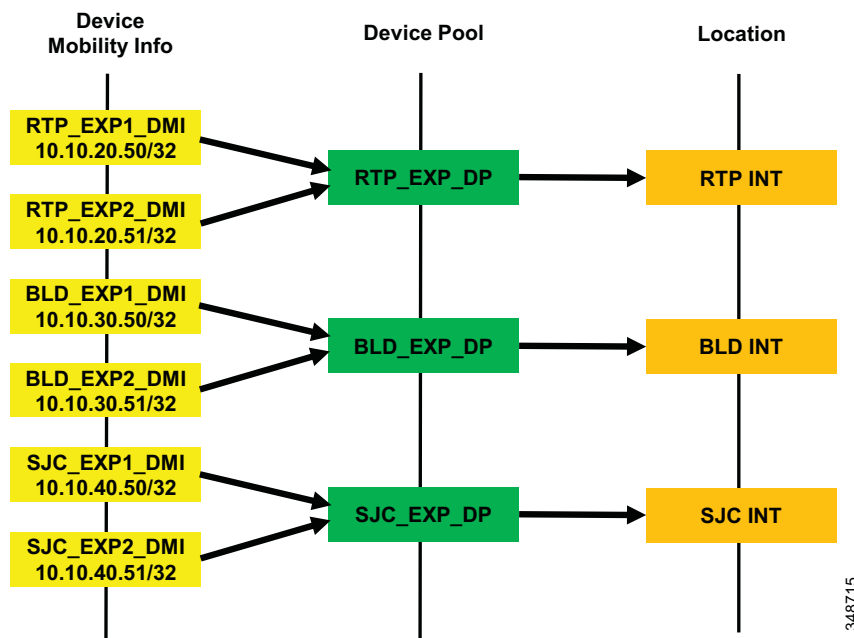 Device
Mobility Info
Device Pool
Location
RTP_EXP1_DMI
10.10.20.50/32
RTP_EXP2_DMI
10.10.20.51/32
RTP_EXP_DP
RTP INT
BLD_EXP1_DMI
10.10.30.50/32
BLD_EXP2_DMI
10.10.30.51/32
BLD_EXP_DP
BLD INT
SJC_EXP1_DMI
10.10.40.50/32
SJC_EXP2_DMI
10.10.40.51/32
SJC_EXP_DP
SJC INT
348715